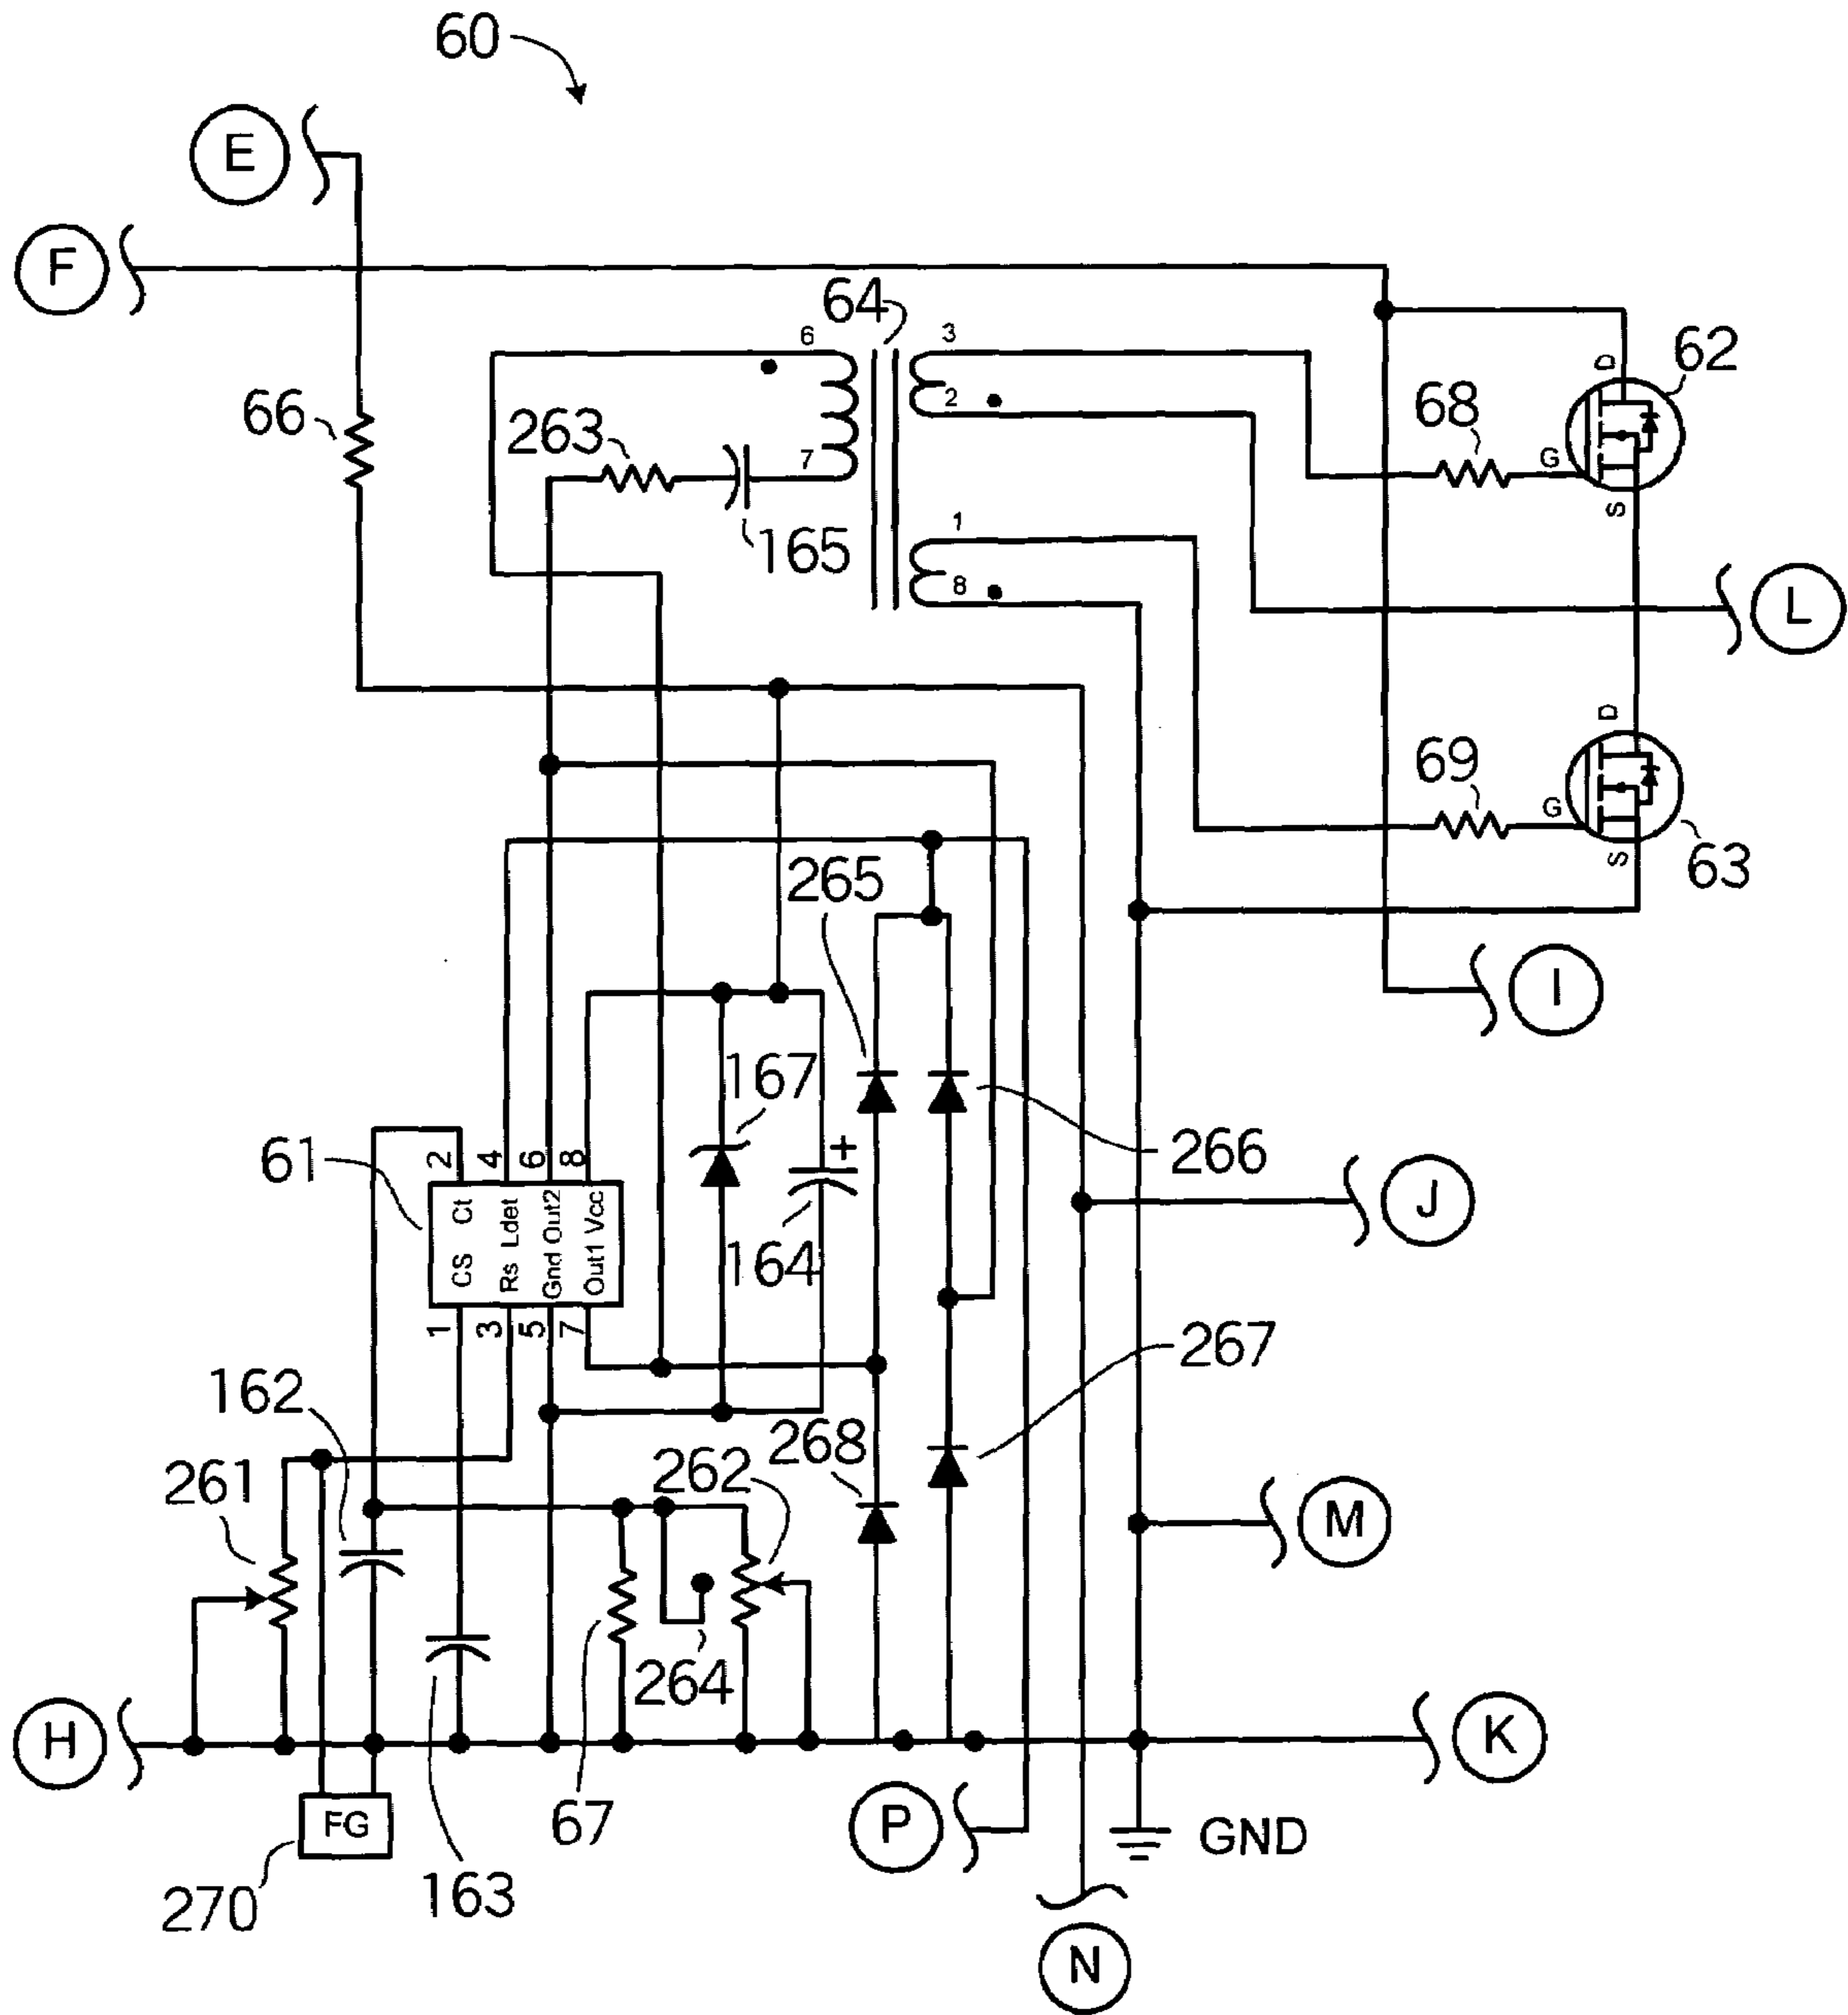 60
E
F
64
6
3
62
D
66
68
263
2
7
G
S
165
1
8
L
D
69
G
265
63
S
I
167
+
61
2
4
6
8
266
J
Ct
Ldet
Out2
Vcc
164
CS
Rs
Gnd
Out1
1
3
5
7
267
162
268
262
261
M
264
H
K
FG
67
P
GND
270
163
N